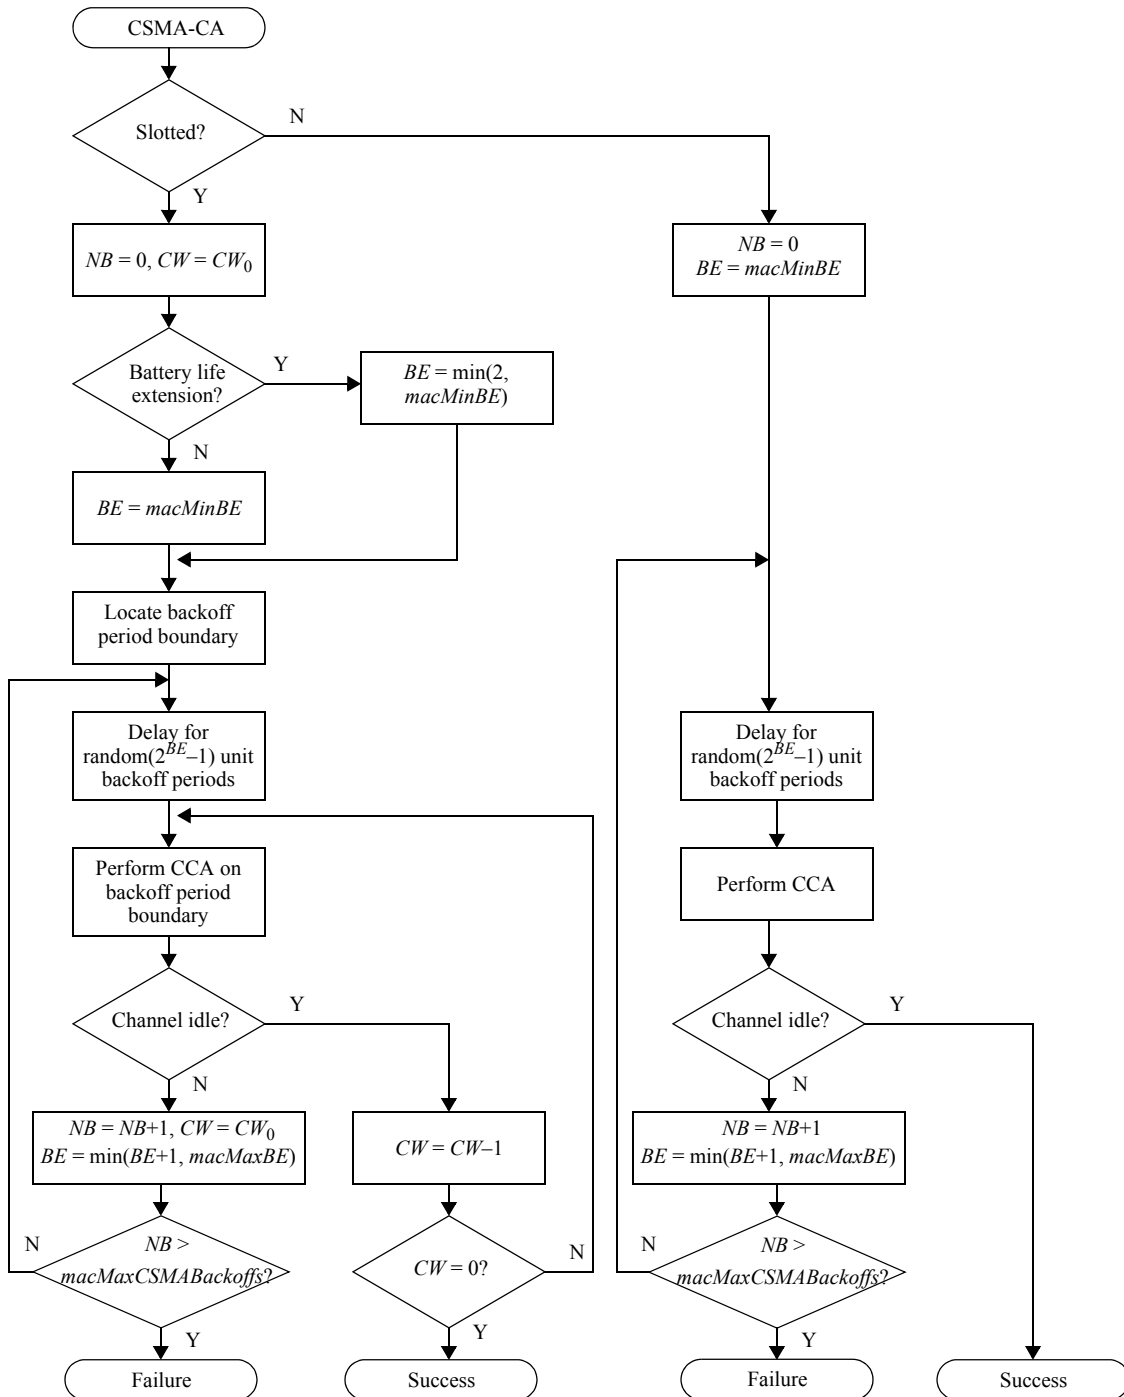 CSMA-CA
Slotted?
N
Y
NB = 0, CW = CW0
NB = 0
BE = macMinBE
Battery life
extension?
Y
BE = min(2,
macMinBE)
N
BE = macMinBE
Locate backoff
period boundary
Delay for
random(2^BE–1) unit
backoff periods
Delay for
random(2^BE–1) unit
backoff periods
Perform CCA on
backoff period
boundary
Perform CCA
Channel idle?
Y
N
Channel idle?
Y
N
NB = NB+1, CW = CW0
BE = min(BE+1, macMaxBE)
CW = CW–1
NB = NB+1
BE = min(BE+1, macMaxBE)
N
NB >
macMaxCSMABackoffs?
Y
CW = 0?
N
Y
N
NB >
macMaxCSMABackoffs?
Y
Failure
Success
Failure
Success